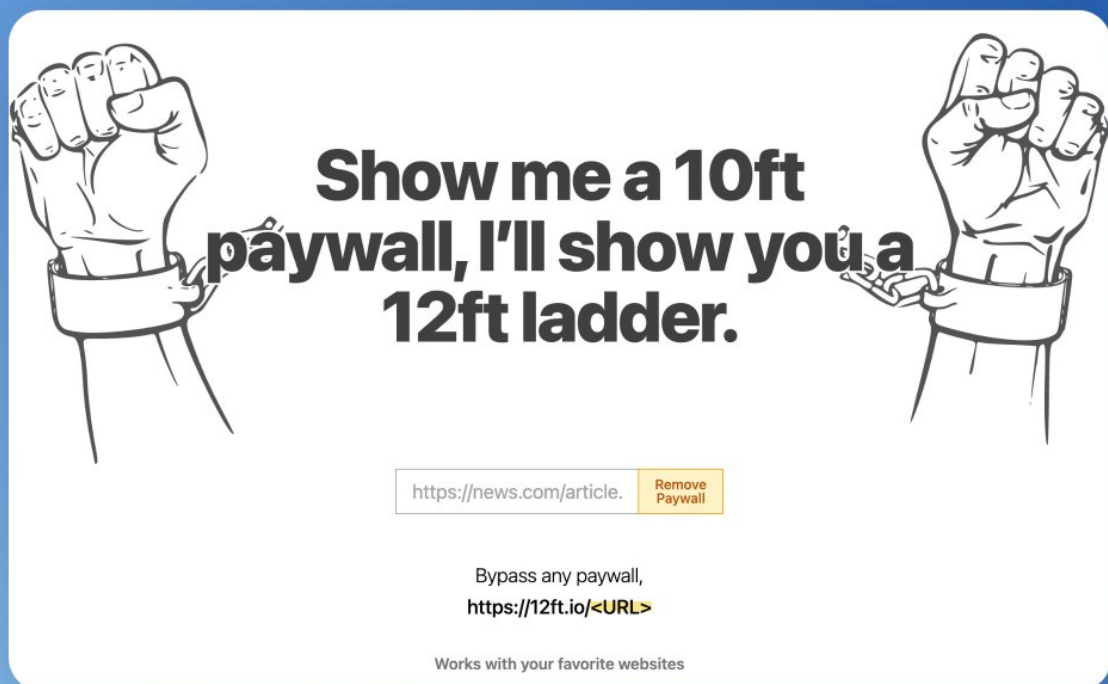 Show me a 10ft
paywall, I’ll show you a
12ft ladder.
https://news.com/article.
Remove
Paywall
Bypass any paywall,
https://12ft.io/<URL>
Works with your favorite websites